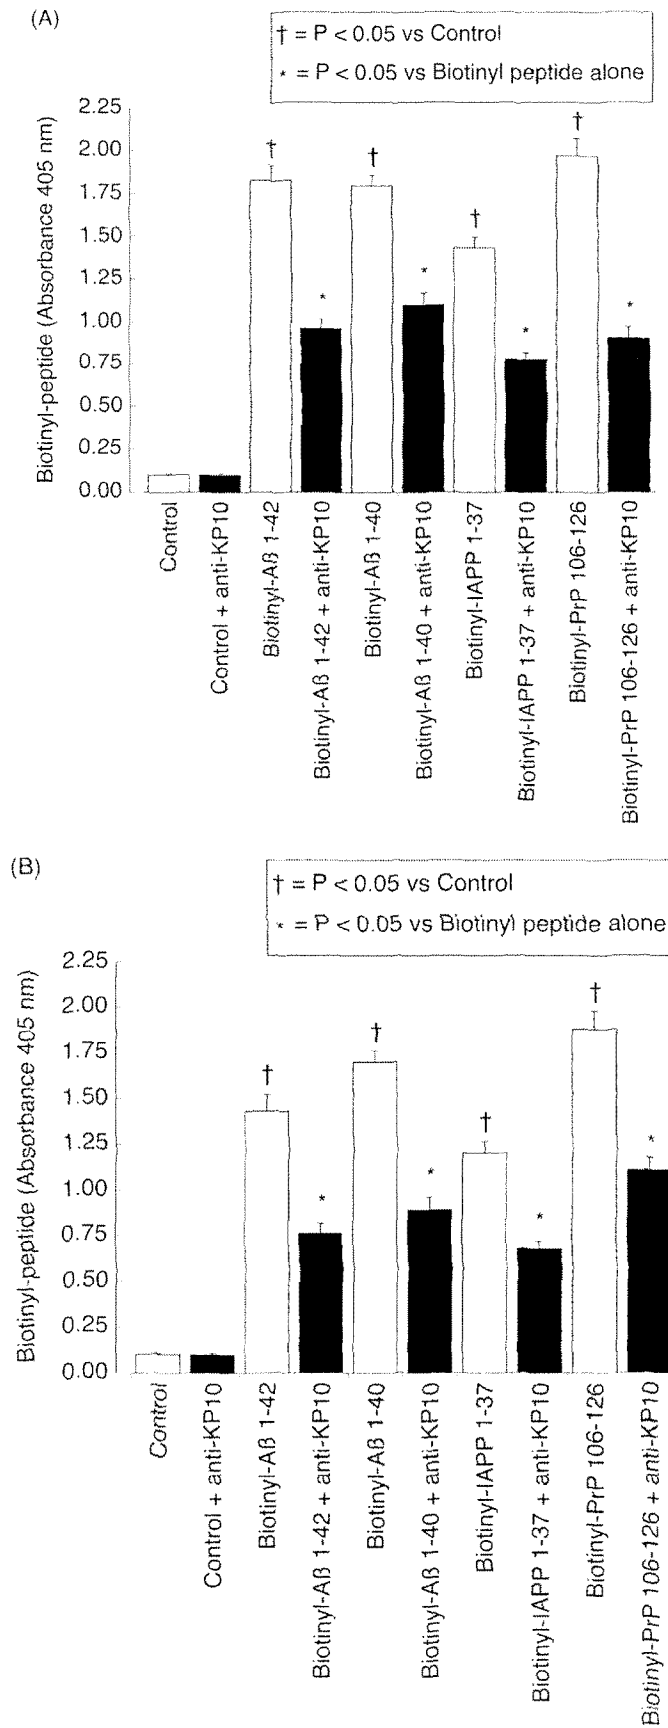 (A)
† = P < 0.05 vs Control
* = P < 0.05 vs Biotinyl peptide alone
Biotinyl-peptide (Absorbance 405 nm)
2.25
2.00
1.75
1.50
1.25
1.00
0.75
0.50
0.25
0.00
†
*
†
*
†
*
†
*
Control
Control + anti-KP10
Biotinyl-Aß 1-42
Biotinyl-Aß 1-42 + anti-KP10
Biotinyl-Aß 1-40
Biotinyl-Aß 1-40 + anti-KP10
Biotinyl-IAPP 1-37
Biotinyl-IAPP 1-37 + anti-KP10
Biotinyl-PrP 106-126
Biotinyl-PrP 106-126 + anti-KP10
(B)
† = P < 0.05 vs Control
* = P < 0.05 vs Biotinyl peptide alone
Biotinyl-peptide (Absorbance 405 nm)
2.25
2.00
1.75
1.50
1.25
1.00
0.75
0.50
0.25
0.00
†
*
†
*
†
*
†
*
Control
Control + anti-KP10
Biotinyl-Aß 1-42
Biotinyl-Aß 1-42 + anti-KP10
Biotinyl-Aß 1-40
Biotinyl-Aß 1-40 + anti-KP10
Biotinyl-IAPP 1-37
Biotinyl-IAPP 1-37 + anti-KP10
Biotinyl-PrP 106-126
Biotinyl-PrP 106-126 + anti-KP10